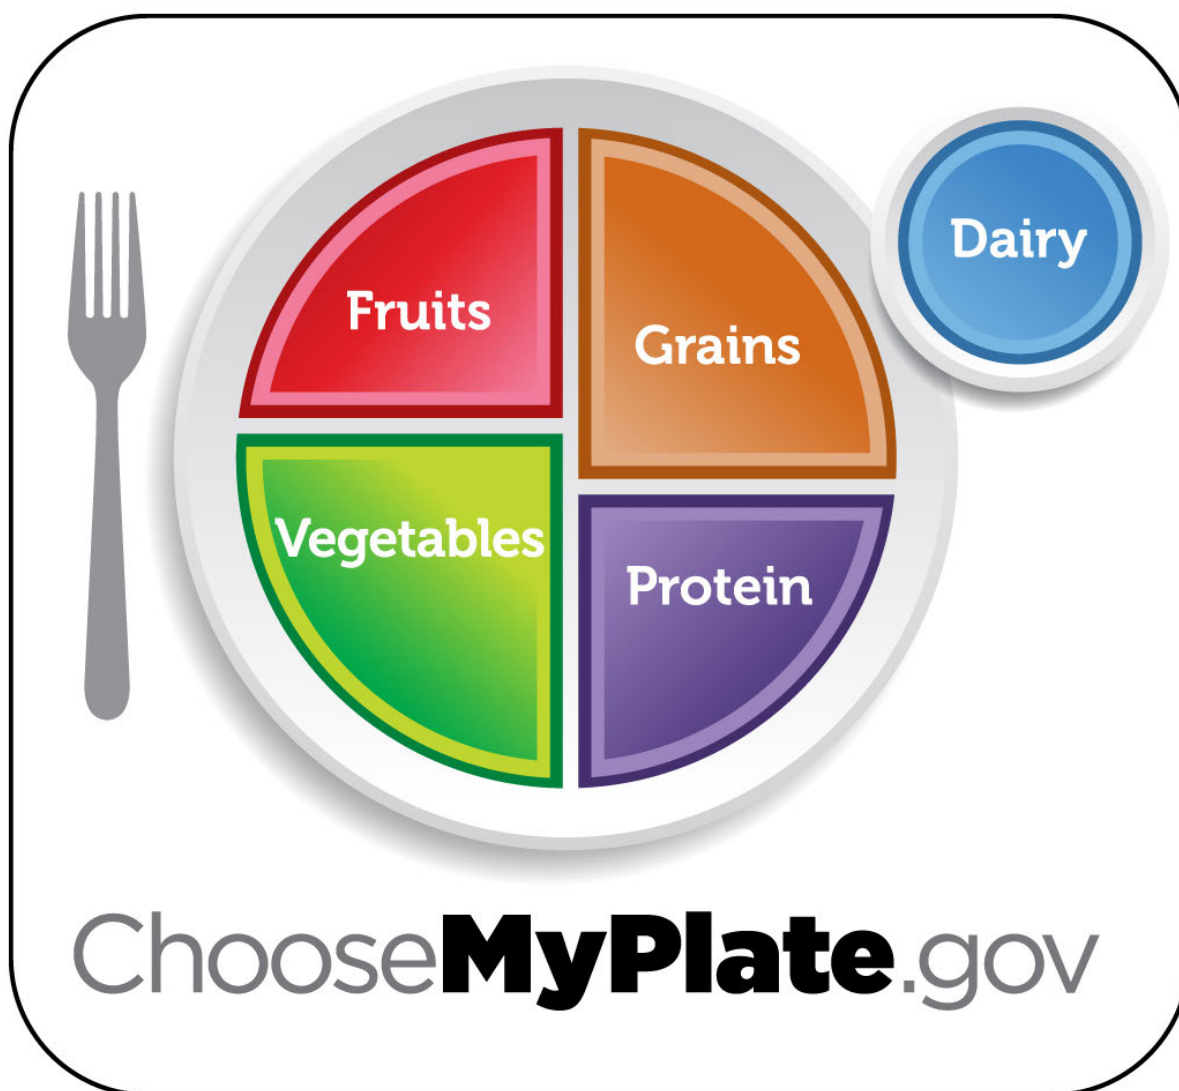 Fruits
Grains
Dairy
Vegetables
Protein
ChooseMyPlate.gov